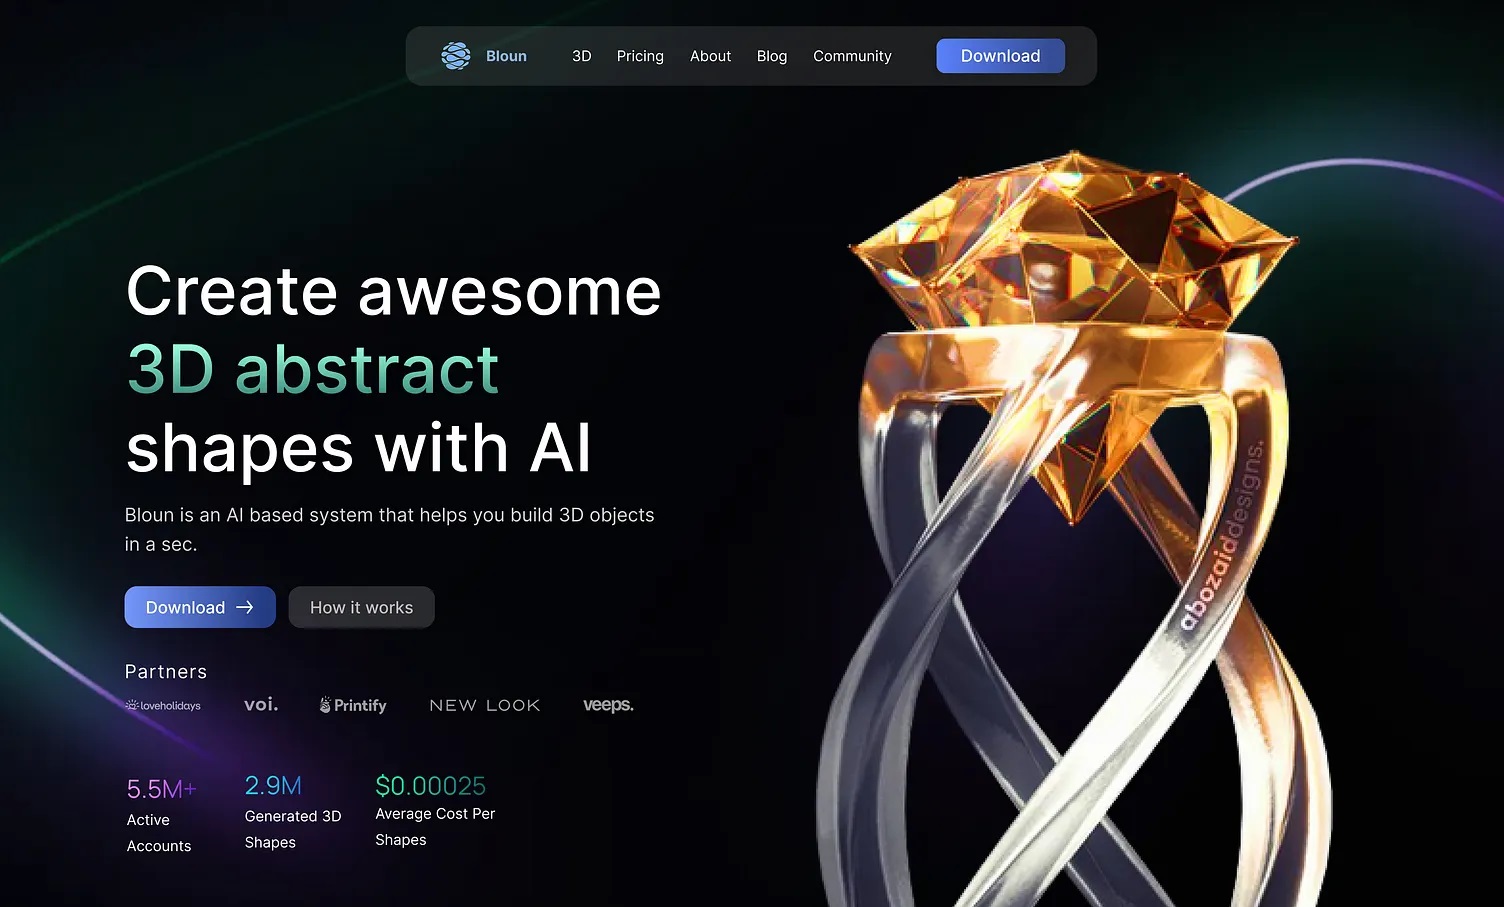 Bloun
3D
Pricing
About
Blog
Community
Download
Create awesome
3D abstract
shapes with AI
Bloun is an AI based system that helps you build 3D objects
in a sec.
Download
How it works
Partners
loveholidays
voi.
Printify
NEW LOOK
veeps.
5.5M+
Active
Accounts
2.9M
Generated 3D
Shapes
$0.00025
Average Cost Per
Shapes
abozaiddesigns.